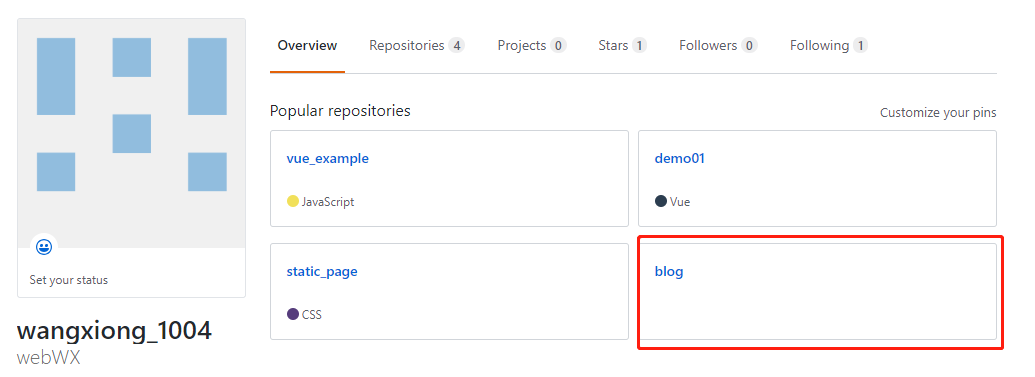 Overview Repositories 4 Projects 0 Stars 1 Followers 0 Following 1
Popular repositories Customize your pins
vue_example
JavaScript
demo01
Vue
static_page
CSS
blog
Set your status
wangxiong_1004
webWX